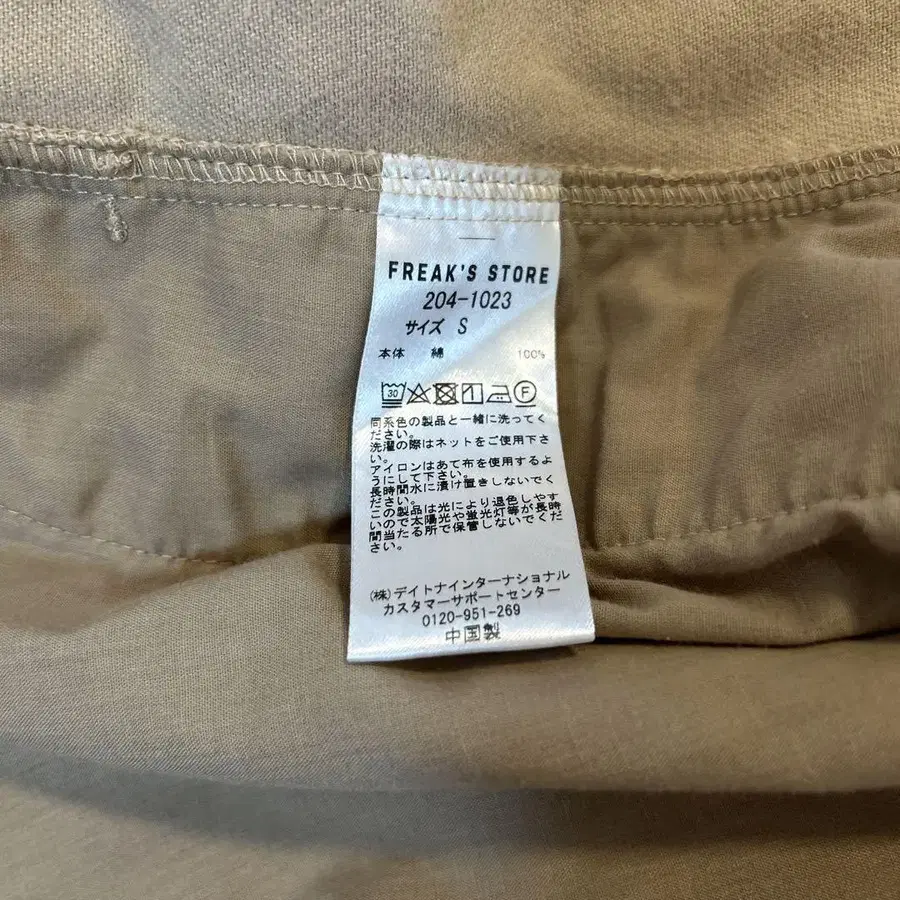 FREAK'S STORE
204-1023
サイズ S
本体 綿 100%
30 F
同系色の製品と一緒に洗ってく
ださい。
洗濯の際はネットをご使用下さ
い。
アイロンはあて布を使用するよ
うにして下さい。
長時間水に漬け置きしないでく
ださい。
この製品は光により退色しやす
いので太陽光や蛍光灯等が長時
間当たる所で保管しないでくだ
さい。
(株)デイトナインターナショナル
カスタマーサポートセンター
0120-951-269
中国製